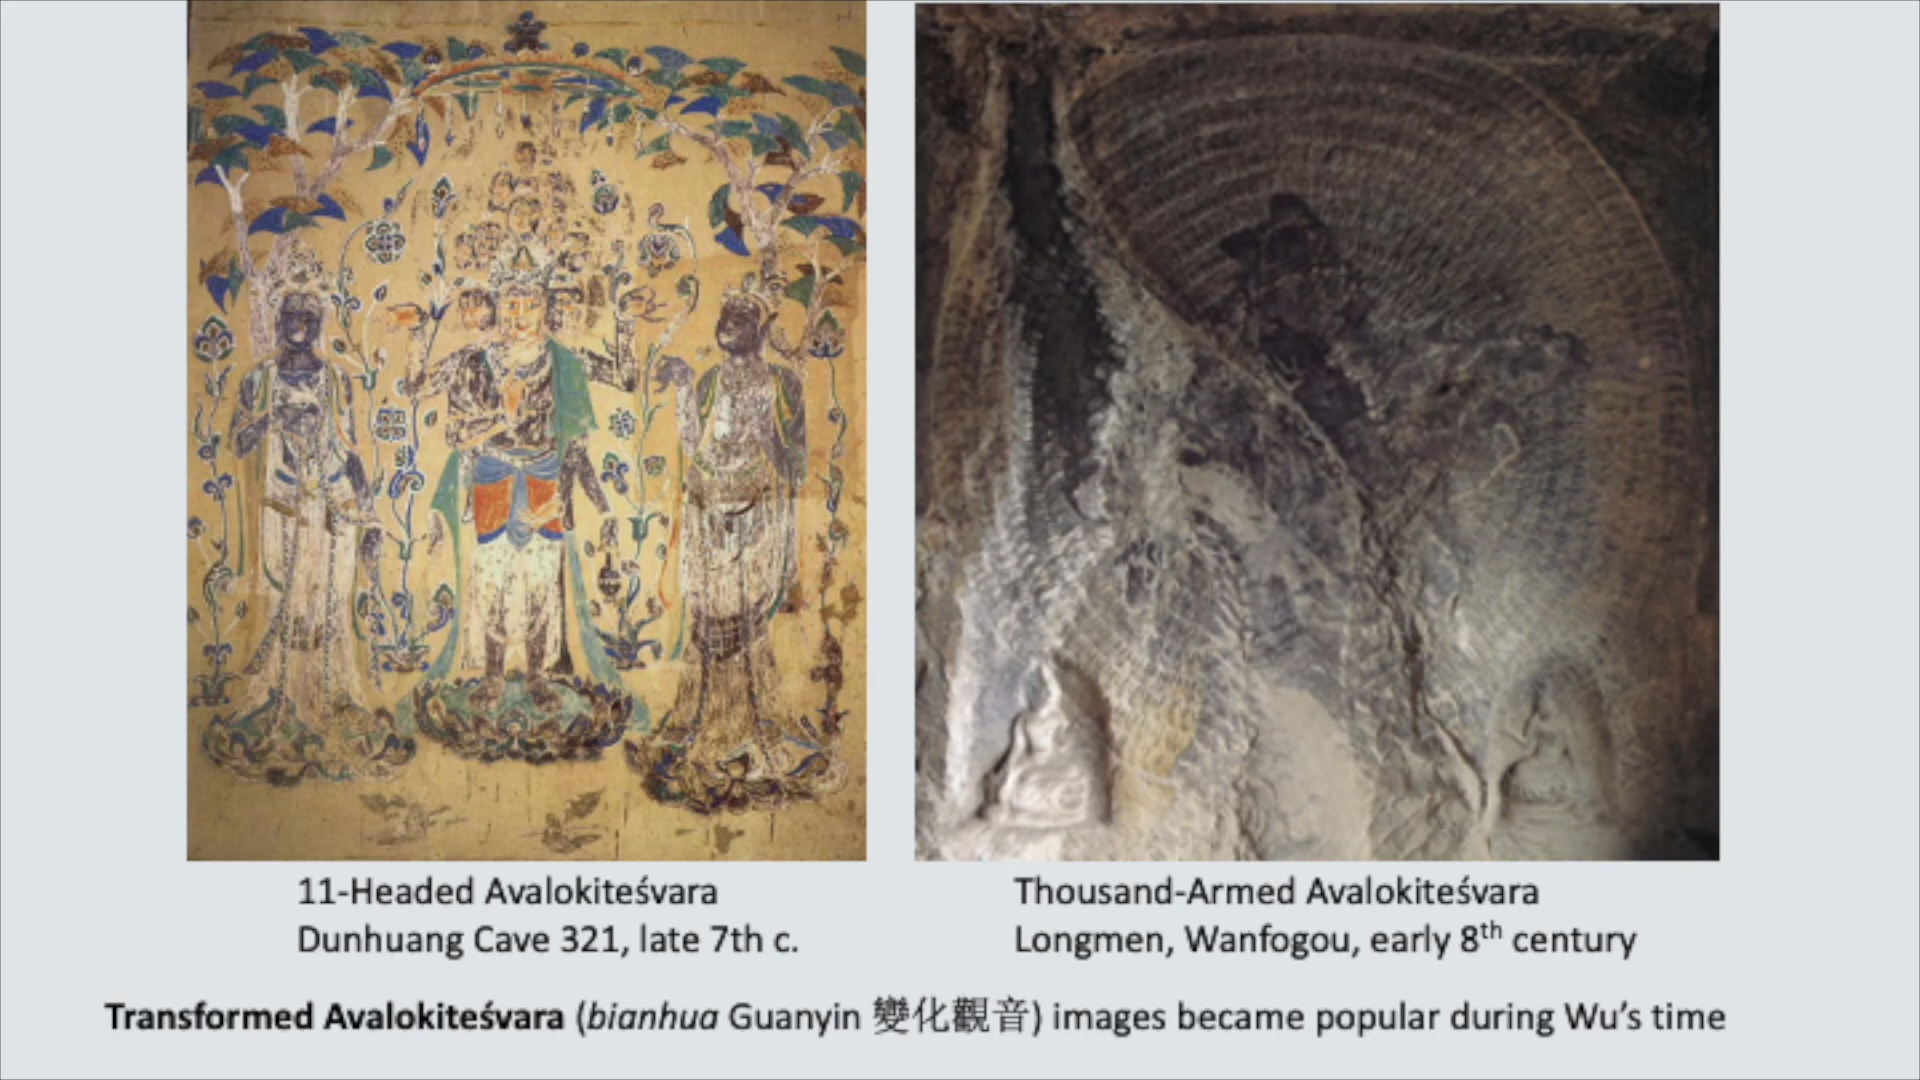 11-Headed Avalokiteśvara
Dunhuang Cave 321, late 7th c.
Thousand-Armed Avalokiteśvara
Longmen, Wanfogou, early 8th century
Transformed Avalokiteśvara (bianhua Guanyin 變化觀音) images became popular during Wu's time